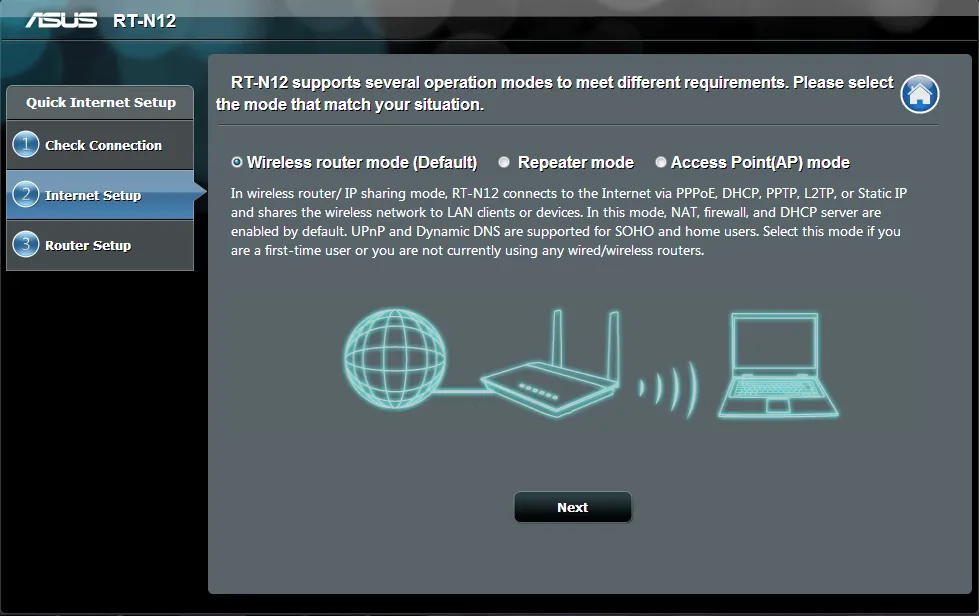 ASUS RT-N12
RT-N12 supports several operation modes to meet different requirements. Please select
the mode that match your situation.
Quick Internet Setup
1 Check Connection
2 Internet Setup
3 Router Setup
Wireless router mode (Default) Repeater mode Access Point(AP) mode
In wireless router/ IP sharing mode, RT-N12 connects to the Internet via PPPoE, DHCP, PPTP, L2TP, or Static IP
and shares the wireless network to LAN clients or devices. In this mode, NAT, firewall, and DHCP server are
enabled by default. UPnP and Dynamic DNS are supported for SOHO and home users. Select this mode if you
are a first-time user or you are not currently using any wired/wireless routers.
Next